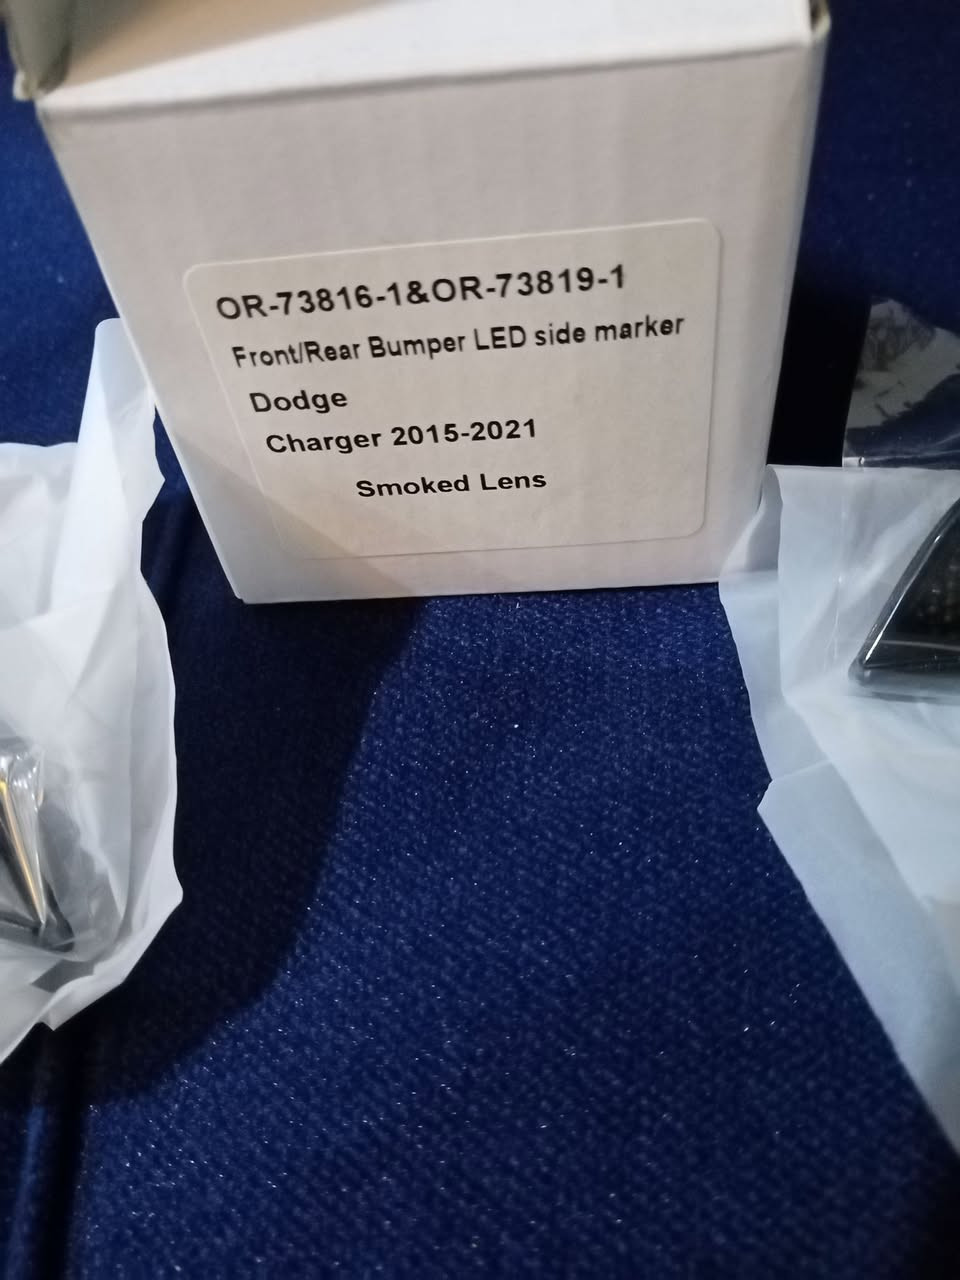 OR-73816-1&OR-73819-1
Front/Rear Bumper LED side marker
Dodge
Charger 2015-2021
Smoked Lens